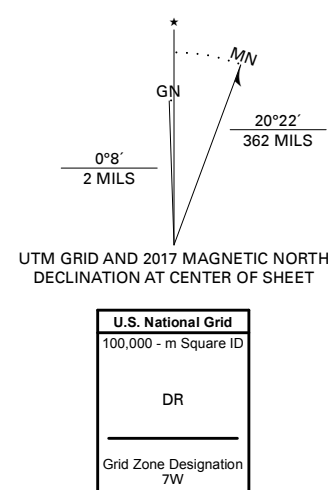 ★
MN
GN
20°22´
362 MILS
0°8´
2 MILS
UTM GRID AND 2017 MAGNETIC NORTH
DECLINATION AT CENTER OF SHEET
U.S. National Grid
100,000 - m Square ID
DR
Grid Zone Designation
7W